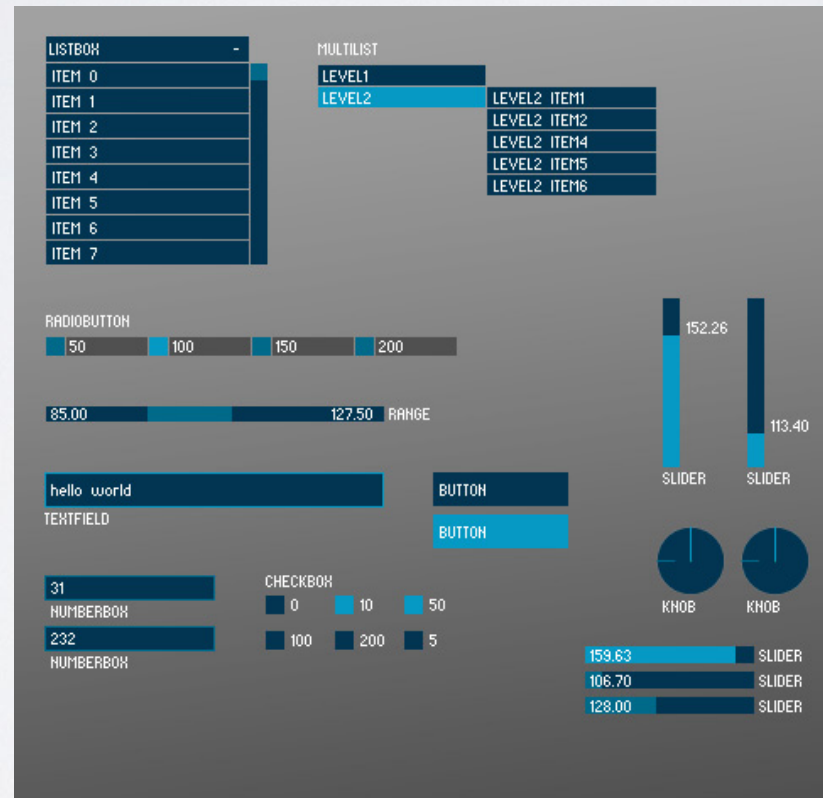 LISTBOX -
ITEM 0
ITEM 1
ITEM 2
ITEM 3
ITEM 4
ITEM 5
ITEM 6
ITEM 7
MULTILIST
LEVEL1
LEVEL2
LEVEL2 ITEM1
LEVEL2 ITEM2
LEVEL2 ITEM4
LEVEL2 ITEM5
LEVEL2 ITEM6
RADIOBUTTON
50 100 150 200
85.00 127.50 RANGE
hello world
TEXTFIELD
BUTTON
BUTTON
152.26
113.40
SLIDER SLIDER
KNOB KNOB
31
NUMBERBOX
232
NUMBERBOX
CHECKBOX
0 10 50
100 200 5
159.63 SLIDER
106.70 SLIDER
128.00 SLIDER